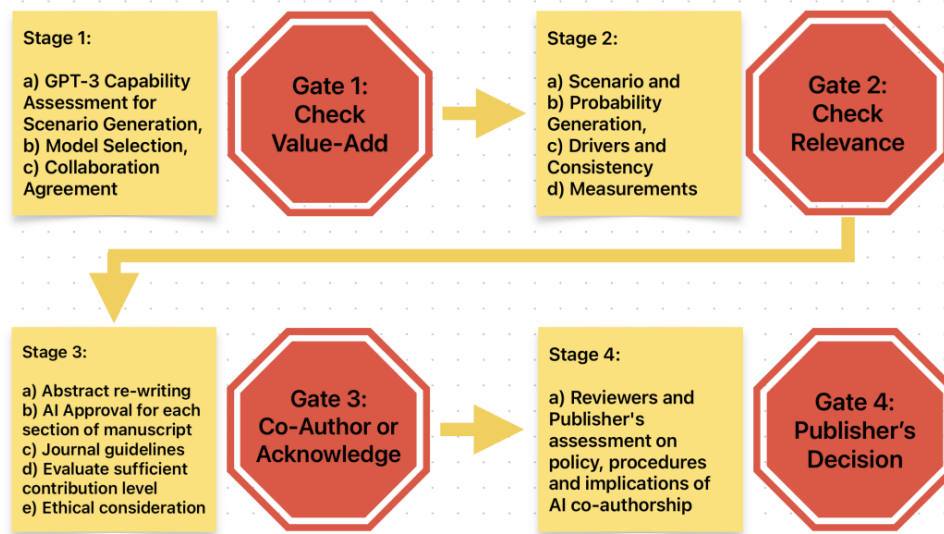 Stage 1:
a) GPT-3 Capability
Assessment for
Scenario Generation,
b) Model Selection,
c) Collaboration
Agreement
Gate 1:
Check
Value-Add
Stage 2:
a) Scenario and
b) Probability
Generation,
c) Drivers and
Consistency
d) Measurements
Gate 2:
Check
Relevance
Stage 3:
a) Abstract re-writing
b) AI Approval for each
section of manuscript
c) Journal guidelines
d) Evaluate sufficient
contribution level
e) Ethical consideration
Gate 3:
Co-Author or
Acknowledge
Stage 4:
a) Reviewers and
Publisher's
assessment on
policy, procedures
and implications of
AI co-authorship
Gate 4:
Publisher’s
Decision